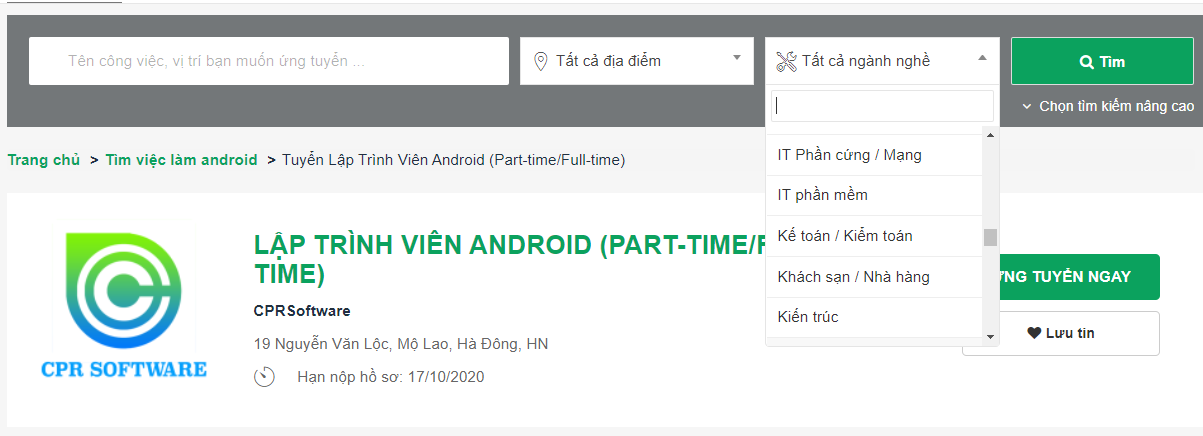 Tên công việc, vị trí bạn muốn ứng tuyển ...
Tất cả địa điểm
Tất cả ngành nghề
Tìm
Chọn tìm kiếm nâng cao
IT Phần cứng / Mạng
IT phần mềm
Kế toán / Kiểm toán
Khách sạn / Nhà hàng
Kiến trúc
Trang chủ > Tìm việc làm android > Tuyển Lập Trình Viên Android (Part-time/Full-time)
LẬP TRÌNH VIÊN ANDROID (PART-TIME/
TIME)
CPRSoftware
19 Nguyễn Văn Lộc, Mộ Lao, Hà Đông, HN
Hạn nộp hồ sơ: 17/10/2020
CPR SOFTWARE
TUYỂN NGAY
Lưu tin